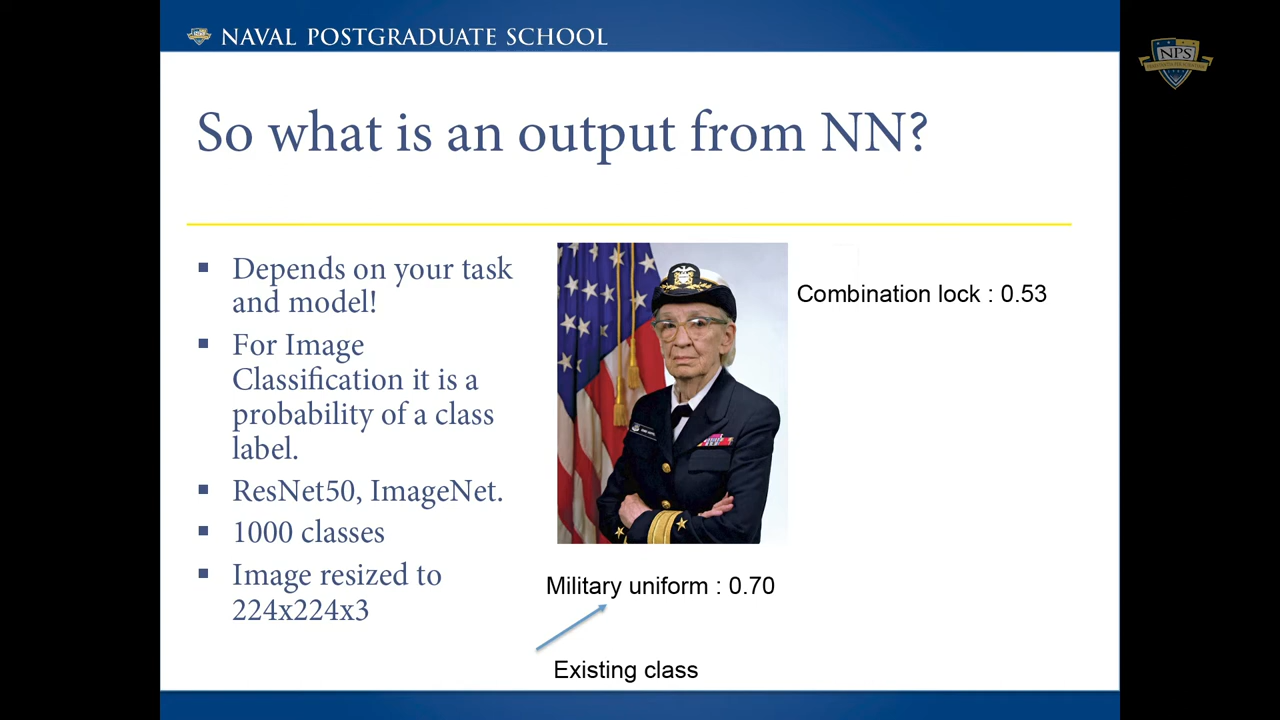 NAVAL POSTGRADUATE SCHOOL
NPS
So what is an output from NN?
Depends on your task
and model!
For Image
Classification it is a
probability of a class
label.
ResNet50, ImageNet.
1000 classes
Image resized to
224x224x3
Combination lock : 0.53
Military uniform : 0.70
Existing class